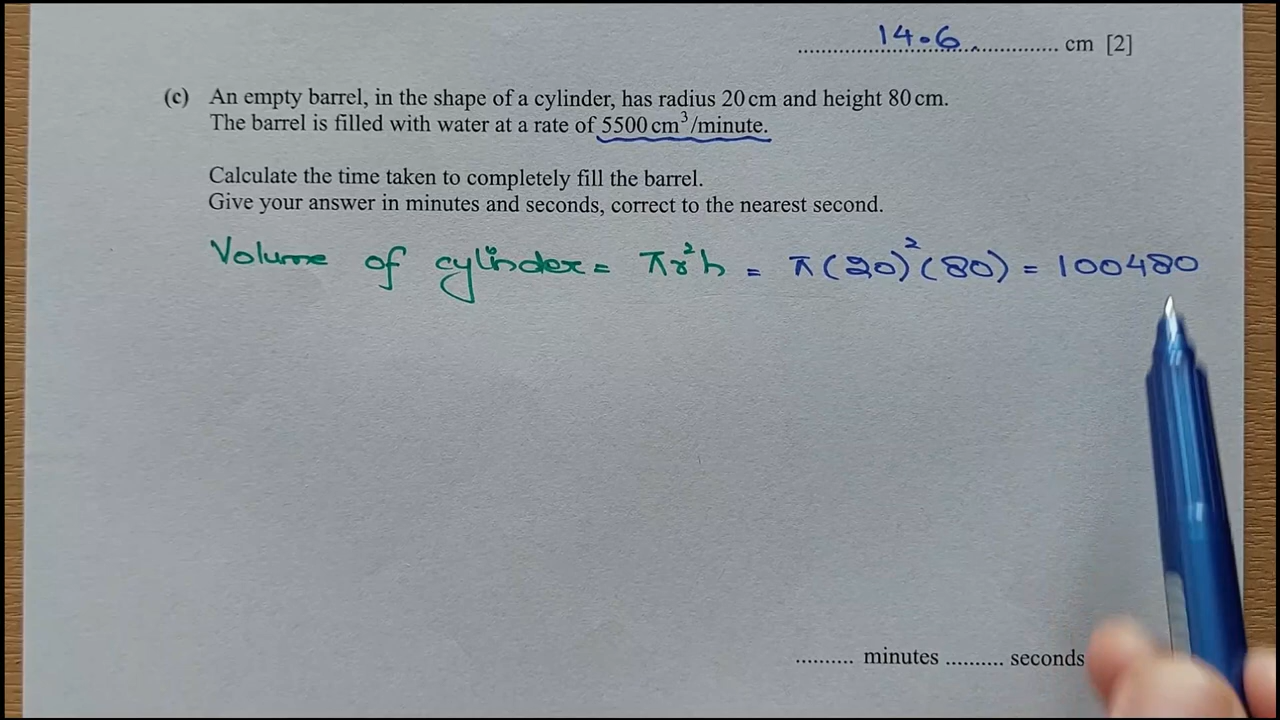 14.6 cm [2]
(c) An empty barrel, in the shape of a cylinder, has radius 20 cm and height 80 cm.
The barrel is filled with water at a rate of 5500 cm³/minute.
Calculate the time taken to completely fill the barrel.
Give your answer in minutes and seconds, correct to the nearest second.
Volume of cylinder = πr²h = π(20)²(80) = 100480
.......... minutes .......... seconds